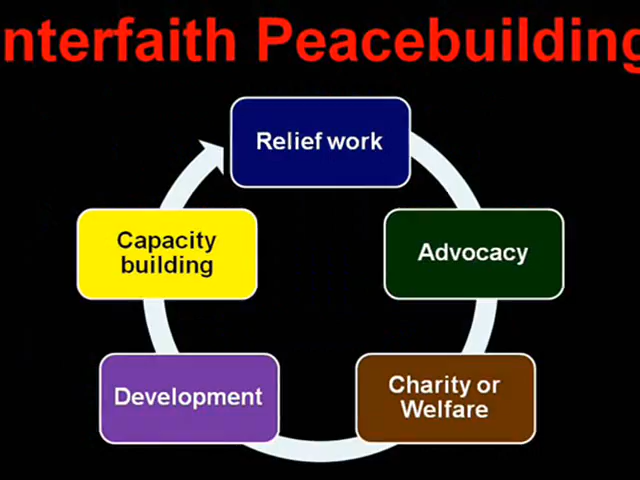 nterfaith Peacebuilding
Relief work
Advocacy
Charity or
Welfare
Development
Capacity
building